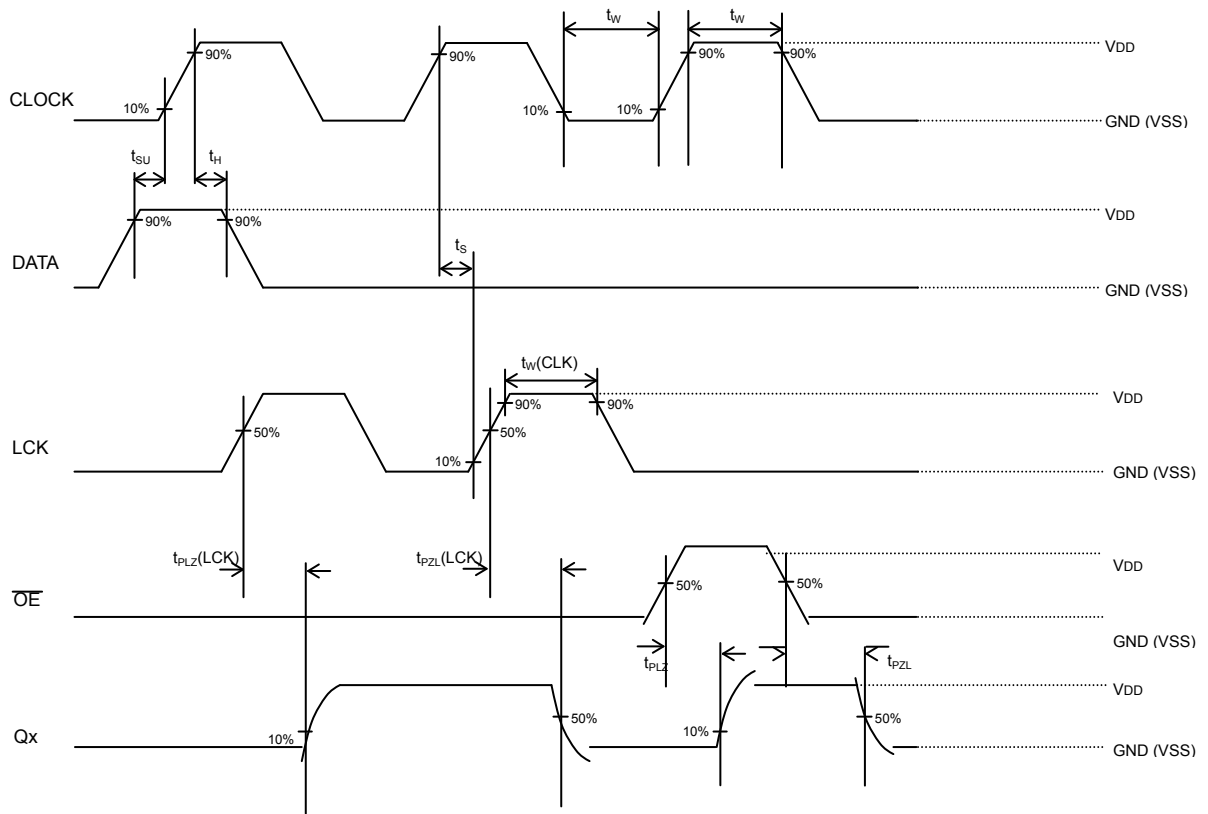 tW tW
VDD
90% 90% 90% 90%
CLOCK
10% 10% 10%
GND (VSS)
tSU tH
VDD
90% 90%
tS
DATA
GND (VSS)
tW(CLK)
VDD
90% 90%
50% 50%
LCK
10%
GND (VSS)
tPLZ(LCK) tPZL(LCK)
VDD
50% 50%
OE
GND (VSS)
tPLZ tPZL
VDD
50% 50%
Qx
10% 10%
GND (VSS)